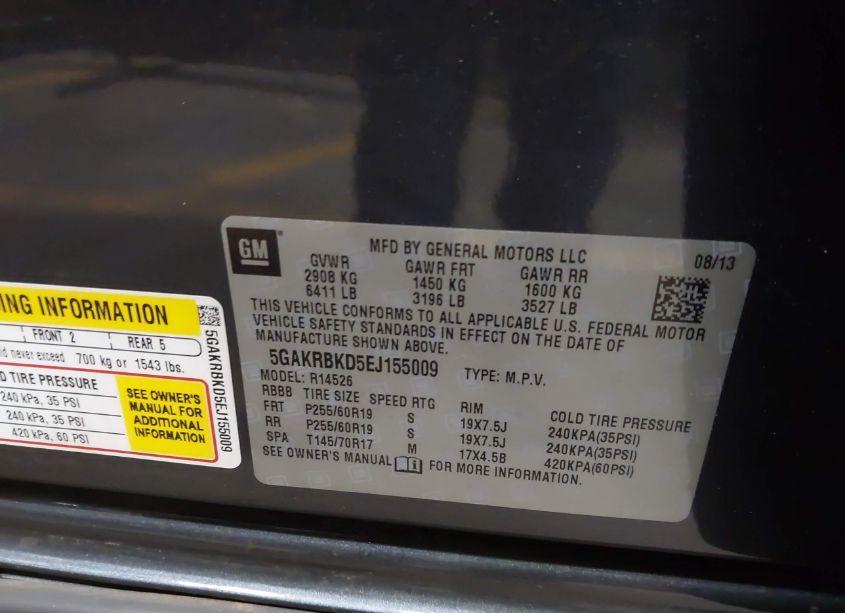 GM
MFD BY GENERAL MOTORS LLC
08/13
GVWR GAWR FRT GAWR RR
2908 KG 1450 KG 1600 KG
6411 LB 3196 LB 3527 LB
THIS VEHICLE CONFORMS TO ALL APPLICABLE U.S. FEDERAL MOTOR
VEHICLE SAFETY STANDARDS IN EFFECT ON THE DATE OF
MANUFACTURE SHOWN ABOVE.
5GAKRBKD5EJ155009 TYPE: M.P.V.
MODEL: R14526
RBBB TIRE SIZE SPEED RTG RIM COLD TIRE PRESSURE
FRT P255/60R19 S 19X7.5J 240KPA(35PSI)
RR P255/60R19 S 19X7.5J 240KPA(35PSI)
SPA T145/70R17 M 17X4.5B 420KPA(60PSI)
SEE OWNER'S MANUAL FOR MORE INFORMATION.
ING INFORMATION
FRONT 2 REAR 5
ld never exceed 700 kg or 1543 lbs.
D TIRE PRESSURE
240 kPa, 35 PSI
240 kPa, 35 PSI
420 kPa, 60 PSI
SEE OWNER'S
MANUAL FOR
ADDITIONAL
INFORMATION
5GAKRBKD5EJ155009